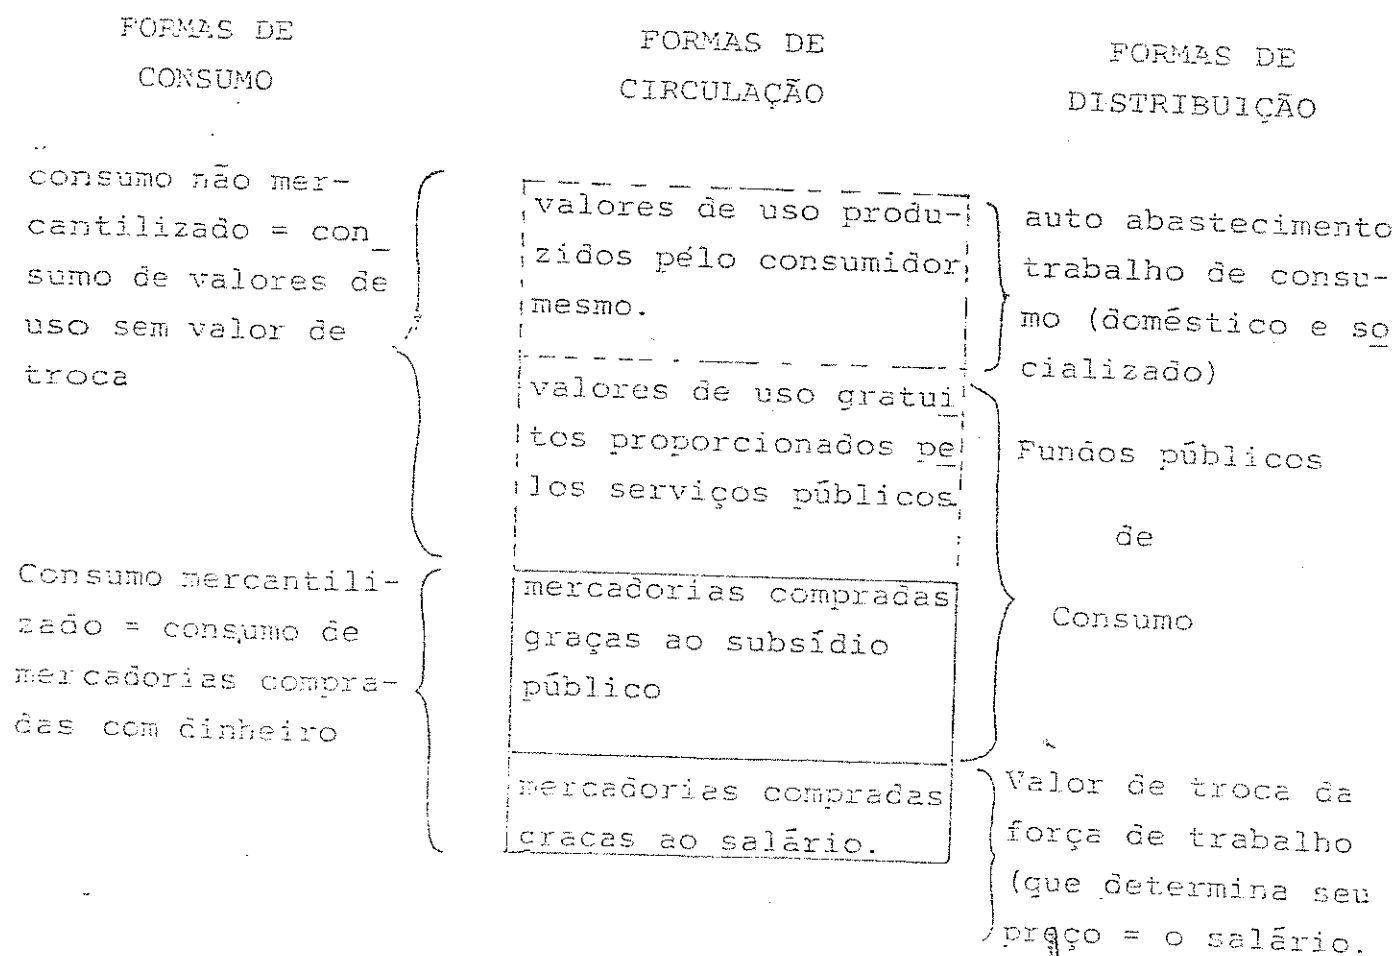 FORMAS DE
CONSUMO
consumo não mer-
cantilizado = con_
sumo de valores de
uso sem valor de
troca
Consumo mercantili-
zado = consumo de
mercadorias compra-
das com dinheiro
FORMAS DE
CIRCULAÇÃO
valores de uso produ-
zidos pélo consumidor
mesmo.
valores de uso gratui
tos proporcionados pe
los serviços públicos
mercadorias compradas
graças ao subsídio
público
mercadorias compradas
graças ao salário.
FORMAS DE
DISTRIBUIÇÃO
auto abastecimento
trabalho de consu-
mo (doméstico e so
cializado)
Fundos públicos
de
Consumo
Valor de troca da
força de trabalho
(que determina seu
preço = o salário.